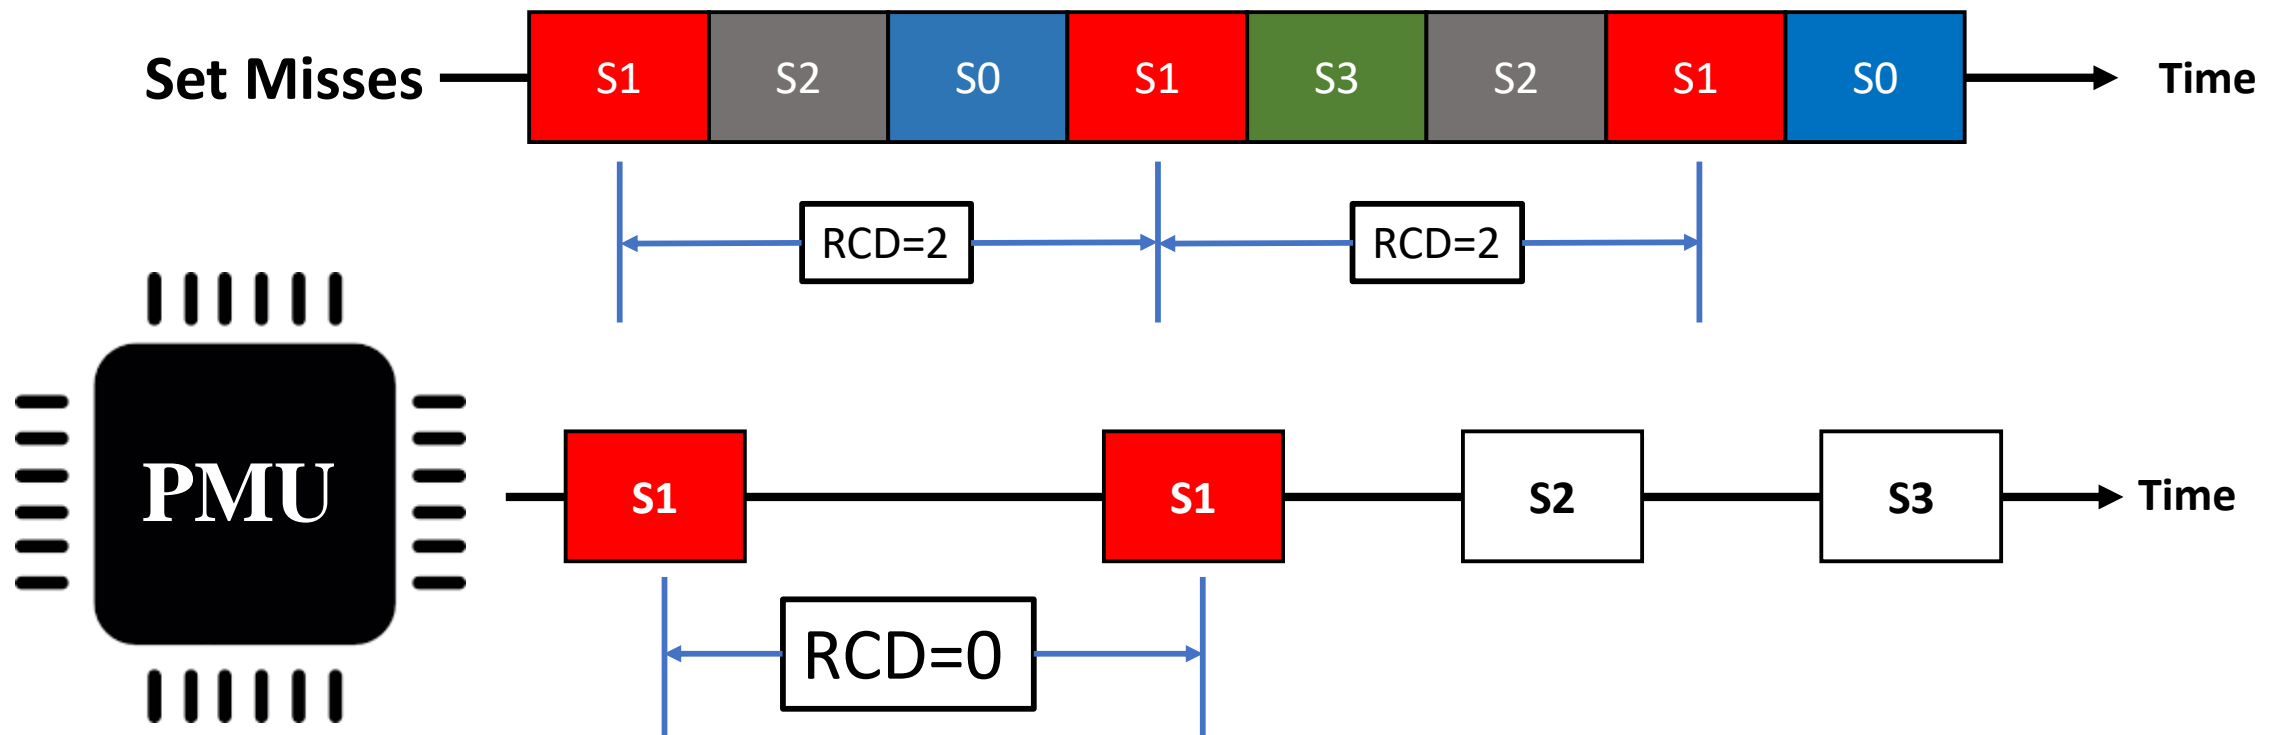 Set Misses S1 S2 S0 S1 S3 S2 S1 S0 Time
RCD=2 RCD=2
PMU S1 S1 S2 S3 Time
RCD=0